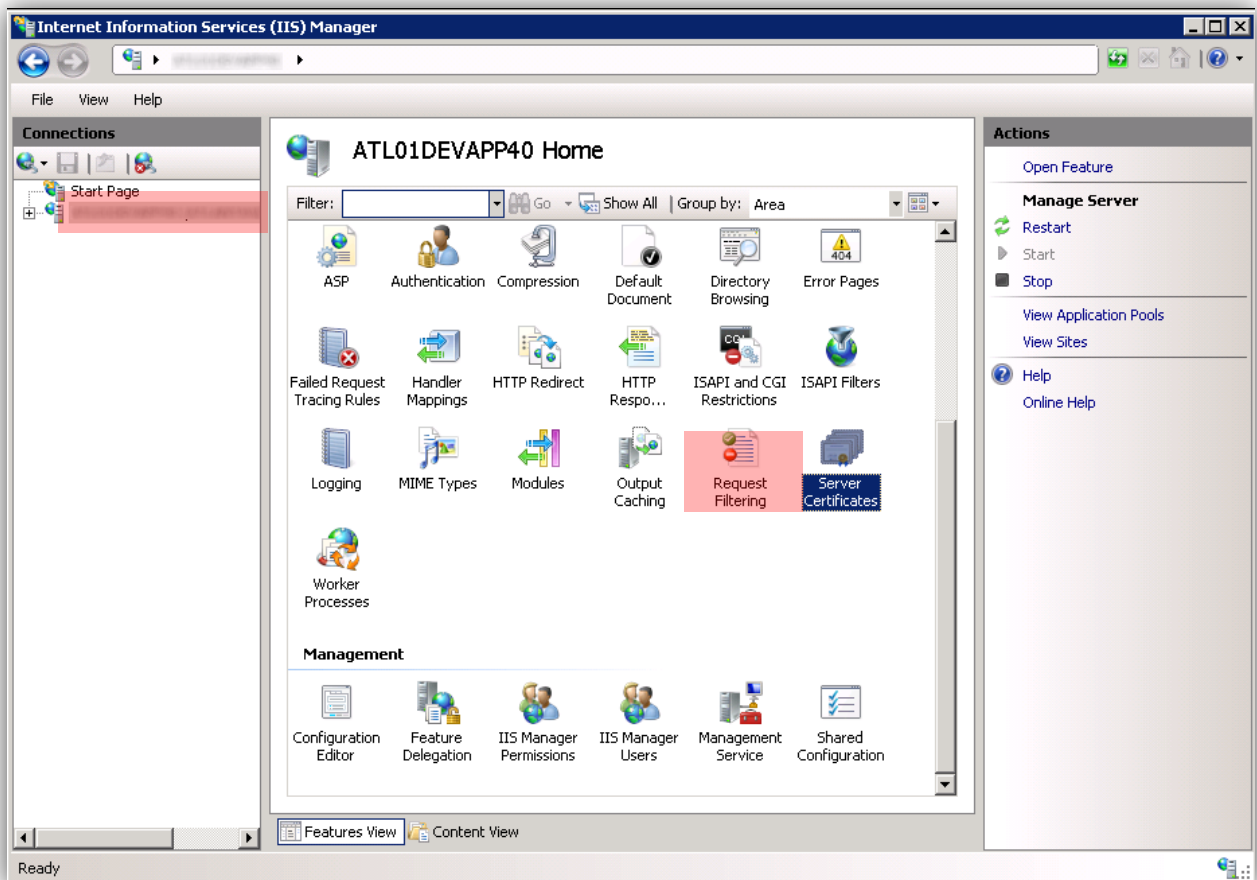 Internet Information Services (IIS) Manager
File View Help
Connections
Start Page
ATL01DEVAPP40 Home
Filter: Go Show All Group by: Area
ASP Authentication Compression Default Document Directory Browsing Error Pages
404
Failed Request Tracing Rules Handler Mappings HTTP Redirect HTTP Respo... ISAPI and CGI Restrictions ISAPI Filters
Logging MIME Types Modules Output Caching Request Filtering Server Certificates
Worker Processes
Management
Configuration Editor Feature Delegation IIS Manager Permissions IIS Manager Users Management Service Shared Configuration
Features View Content View
Actions
Open Feature
Manage Server
Restart
Start
Stop
View Application Pools
View Sites
Help
Online Help
Ready